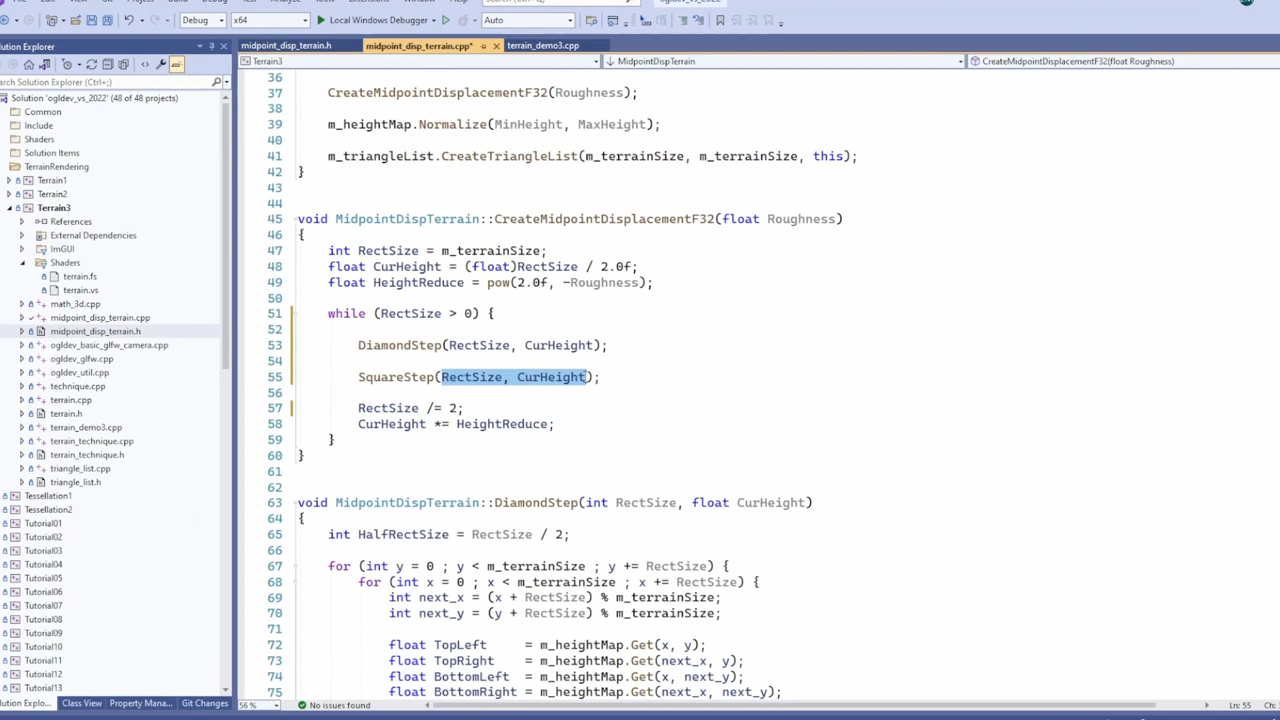 Debug
x64
Local Windows Debugger
Auto
Solution Explorer
midpoint_disp_terrain.h
midpoint_disp_terrain.cpp*
terrain_demo3.cpp
Terrain3
MidpointDispTerrain
CreateMidpointDisplacementF32(float Roughness)
Search Solution Explorer (Ctrl+;)
Solution 'ogldev_vs_2022' (48 of 48 projects)
Common
Include
Shaders
Solution Items
TerrainRendering
Terrain1
Terrain2
Terrain3
References
External Dependencies
ImGUI
Shaders
terrain.fs
terrain.vs
math_3d.cpp
midpoint_disp_terrain.cpp
midpoint_disp_terrain.h
ogldev_basic_glfw_camera.cpp
ogldev_glfw.cpp
ogldev_util.cpp
technique.cpp
terrain.cpp
terrain.h
terrain_demo3.cpp
terrain_technique.cpp
terrain_technique.h
triangle_list.cpp
triangle_list.h
Tessellation1
Tessellation2
Tutorial01
Tutorial02
Tutorial03
Tutorial04
Tutorial05
Tutorial06
Tutorial07
Tutorial08
Tutorial09
Tutorial10
Tutorial11
Tutorial12
Tutorial13
36
37 CreateMidpointDisplacementF32(Roughness);
38
39 m_heightMap.Normalize(MinHeight, MaxHeight);
40
41 m_triangleList.CreateTriangleList(m_terrainSize, m_terrainSize, this);
42 }
43
44
45 void MidpointDispTerrain::CreateMidpointDisplacementF32(float Roughness)
46 {
47 int RectSize = m_terrainSize;
48 float CurHeight = (float)RectSize / 2.0f;
49 float HeightReduce = pow(2.0f, -Roughness);
50
51 while (RectSize > 0) {
52
53 DiamondStep(RectSize, CurHeight);
54
55 SquareStep(RectSize, CurHeight);
56
57 RectSize /= 2;
58 CurHeight *= HeightReduce;
59 }
60 }
61
62
63 void MidpointDispTerrain::DiamondStep(int RectSize, float CurHeight)
64 {
65 int HalfRectSize = RectSize / 2;
66
67 for (int y = 0 ; y < m_terrainSize ; y += RectSize) {
68 for (int x = 0 ; x < m_terrainSize ; x += RectSize) {
69 int next_x = (x + RectSize) % m_terrainSize;
70 int next_y = (y + RectSize) % m_terrainSize;
71
72 float TopLeft = m_heightMap.Get(x, y);
73 float TopRight = m_heightMap.Get(next_x, y);
74 float BottomLeft = m_heightMap.Get(x, next_y);
75 float BottomRight = m_heightMap.Get(next_x, next_y);
Class View
Property Mana...
Git Changes
56 %
No issues found
Ln: 55